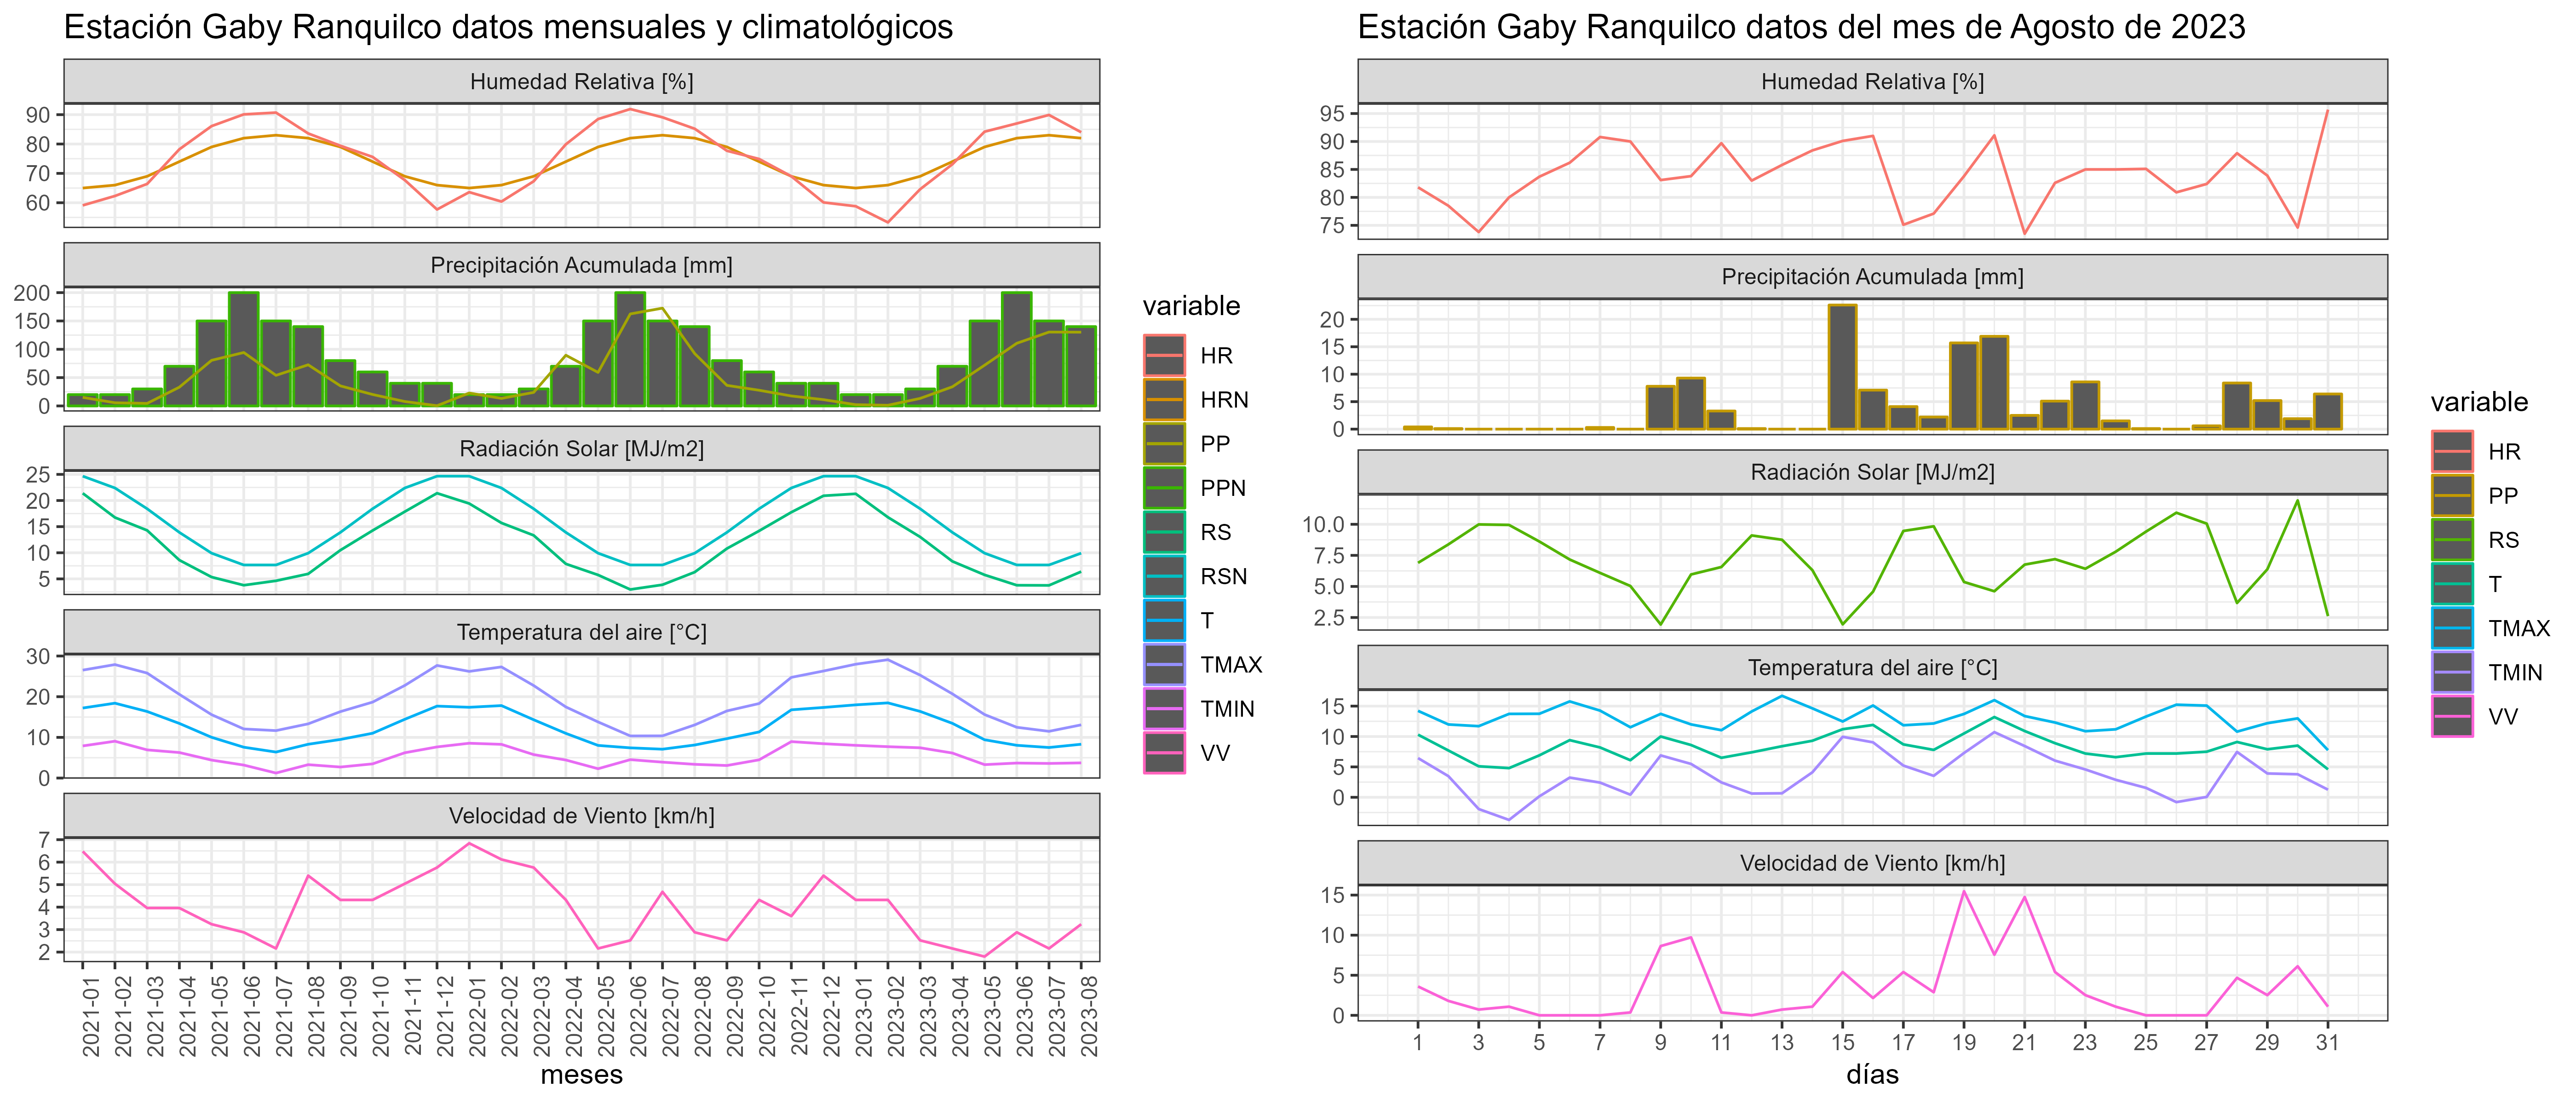 Estación Gaby Ranquilco datos mensuales y climatológicos
Humedad Relativa [%]
90
80
70
60
Precipitación Acumulada [mm]
200
150
100
50
0
Radiación Solar [MJ/m2]
25
20
15
10
5
Temperatura del aire [°C]
30
20
10
0
Velocidad de Viento [km/h]
7
6
5
4
3
2
2021-01
2021-02
2021-03
2021-04
2021-05
2021-06
2021-07
2021-08
2021-09
2021-10
2021-11
2021-12
2022-01
2022-02
2022-03
2022-04
2022-05
2022-06
2022-07
2022-08
2022-09
2022-10
2022-11
2022-12
2023-01
2023-02
2023-03
2023-04
2023-05
2023-06
2023-07
2023-08
meses
variable
HR
HRN
PP
PPN
RS
RSN
T
TMAX
TMIN
VV
Estación Gaby Ranquilco datos del mes de Agosto de 2023
Humedad Relativa [%]
95
90
85
80
75
Precipitación Acumulada [mm]
20
15
10
5
0
Radiación Solar [MJ/m2]
10.0
7.5
5.0
2.5
Temperatura del aire [°C]
15
10
5
0
Velocidad de Viento [km/h]
15
10
5
0
1 3 5 7 9 11 13 15 17 19 21 23 25 27 29 31
días
variable
HR
PP
RS
T
TMAX
TMIN
VV